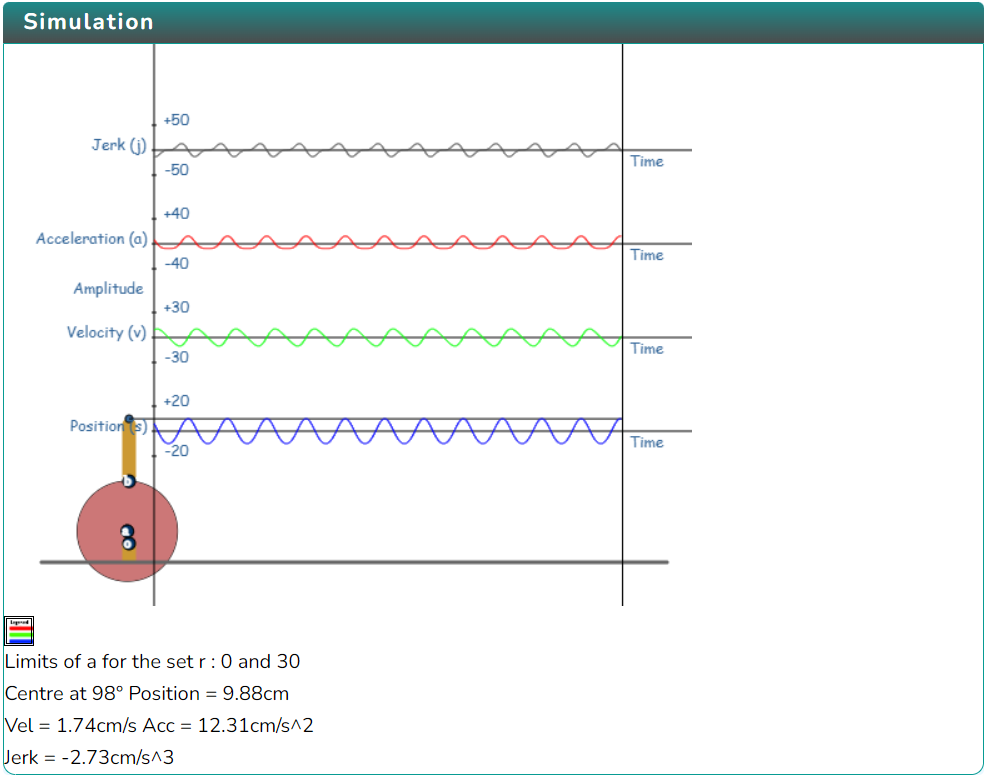 Simulation
+50
Jerk (j)
Time
-50
+40
Acceleration (a)
Time
-40
Amplitude
+30
Velocity (v)
Time
-30
+20
Position (s)
Time
-20
Legend
Limits of a for the set r : 0 and 30
Centre at 98° Position = 9.88cm
Vel = 1.74cm/s Acc = 12.31cm/s^2
Jerk = -2.73cm/s^3